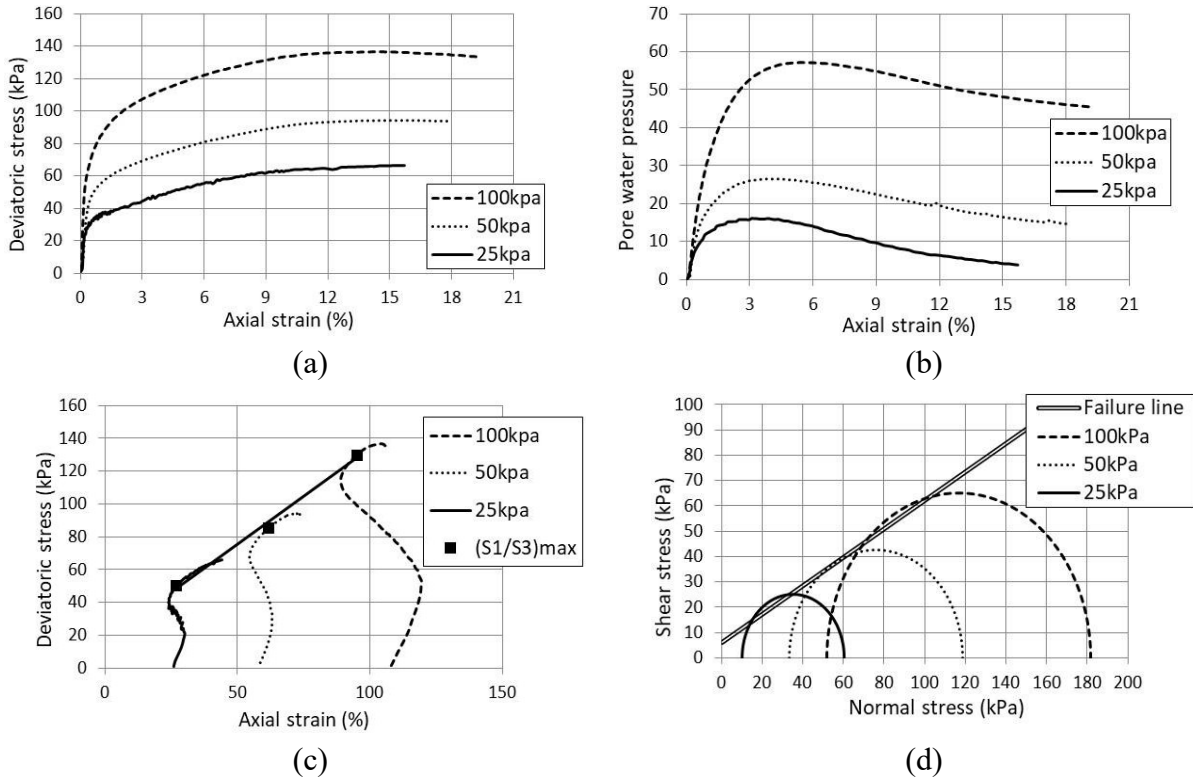 Deviatoric stress (kPa)
160
140
120
100
80
60
40
20
0
0 3 6 9 12 15 18 21
Axial strain (%)
100kpa
50kpa
25kpa
(a)
Pore water pressure
70
60
50
40
30
20
10
0
0 3 6 9 12 15 18 21
Axial strain (%)
100kpa
50kpa
25kpa
(b)
Deviatoric stress (kPa)
160
140
120
100
80
60
40
20
0
0 50 100 150
Axial strain (%)
100kpa
50kpa
25kpa
(S1/S3)max
(c)
Shear stress (kPa)
100
90
80
70
60
50
40
30
20
10
0
0 20 40 60 80 100 120 140 160 180 200
Normal stress (kPa)
Failure line
100kPa
50kPa
25kPa
(d)